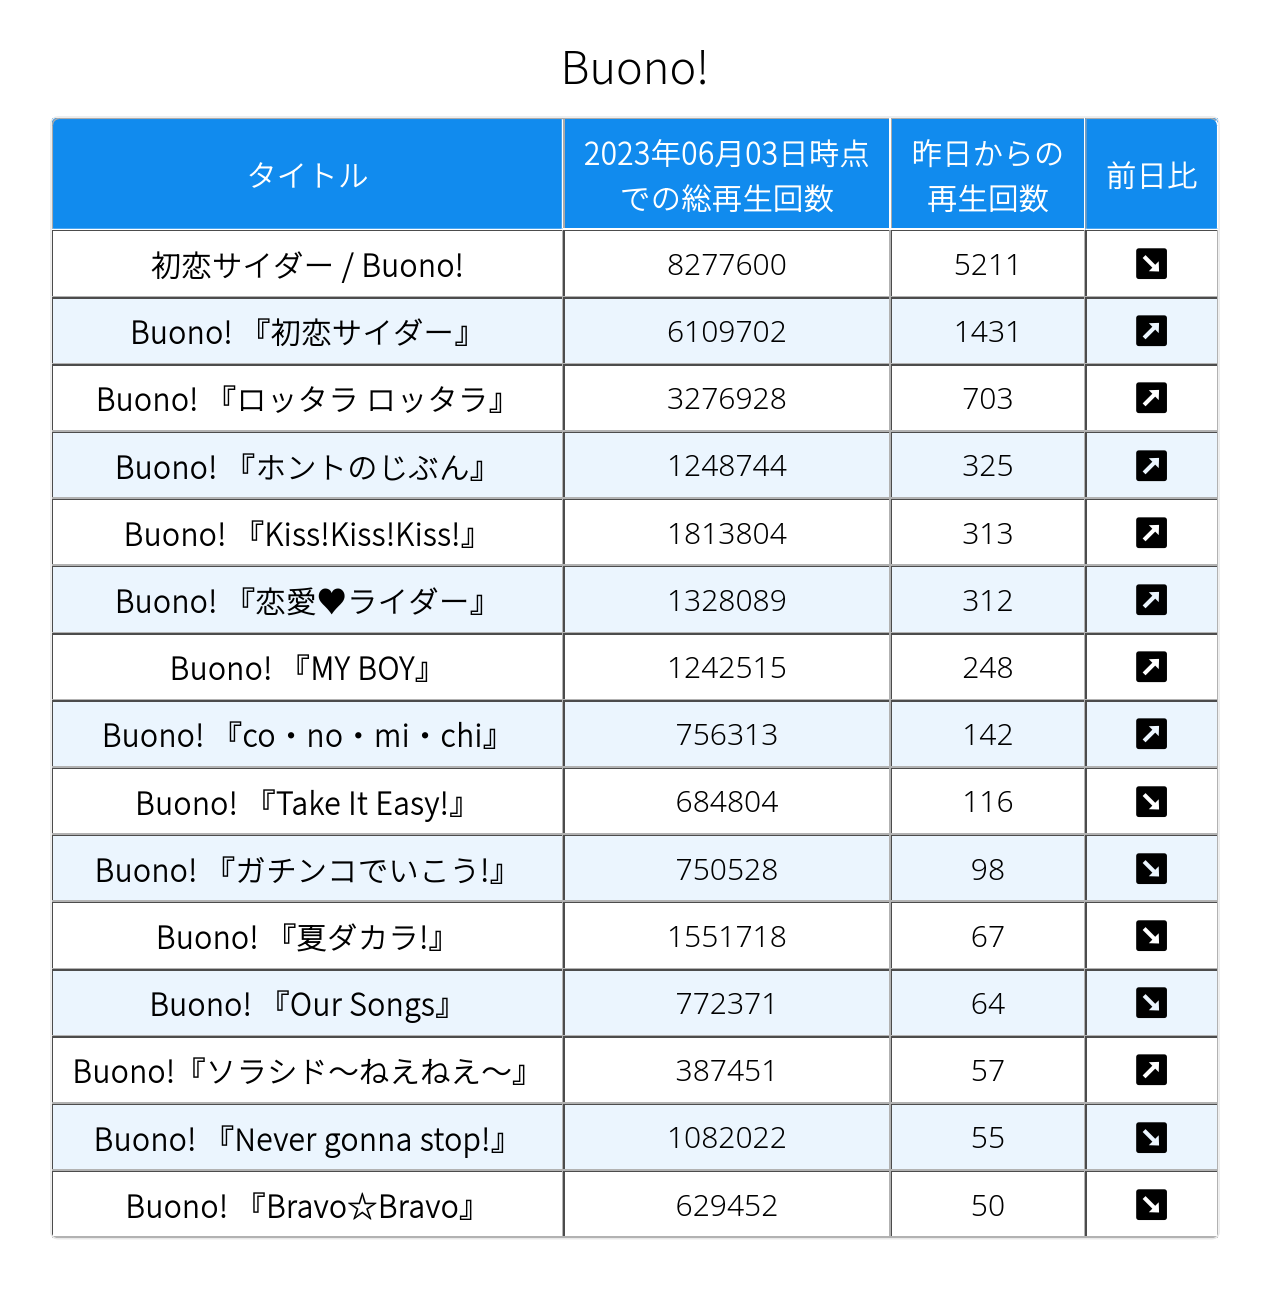 Buono!
タイトル 2023年06月03日時点での総再生回数 昨日からの再生回数 前日比
初恋サイダー / Buono! 8277600 5211 ↘
Buono! 『初恋サイダー』 6109702 1431 ↗
Buono! 『ロッタラ ロッタラ』 3276928 703 ↗
Buono! 『ホントのじぶん』 1248744 325 ↗
Buono! 『Kiss!Kiss!Kiss!』 1813804 313 ↗
Buono! 『恋愛♥ライダー』 1328089 312 ↗
Buono! 『MY BOY』 1242515 248 ↗
Buono! 『co・no・mi・chi』 756313 142 ↗
Buono! 『Take It Easy!』 684804 116 ↘
Buono! 『ガチンコでいこう!』 750528 98 ↘
Buono! 『夏ダカラ!』 1551718 67 ↘
Buono! 『Our Songs』 772371 64 ↘
Buono!『ソラシド～ねえねえ～』 387451 57 ↗
Buono! 『Never gonna stop!』 1082022 55 ↘
Buono! 『Bravo☆Bravo』 629452 50 ↘